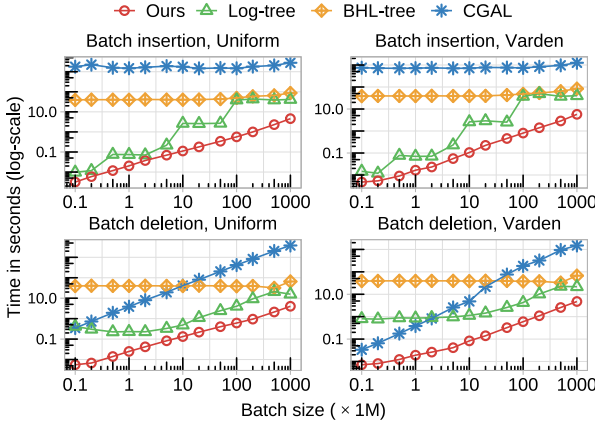 Ours Log-tree BHL-tree CGAL
Batch insertion, Uniform Batch insertion, Varden
10.0 10.0
0.1 0.1
0.1 1 10 100 1000 0.1 1 10 100 1000
Batch deletion, Uniform Batch deletion, Varden
10.0 10.0
0.1 0.1
0.1 1 10 100 1000 0.1 1 10 100 1000
Time in seconds (log-scale)
Batch size (×1M)